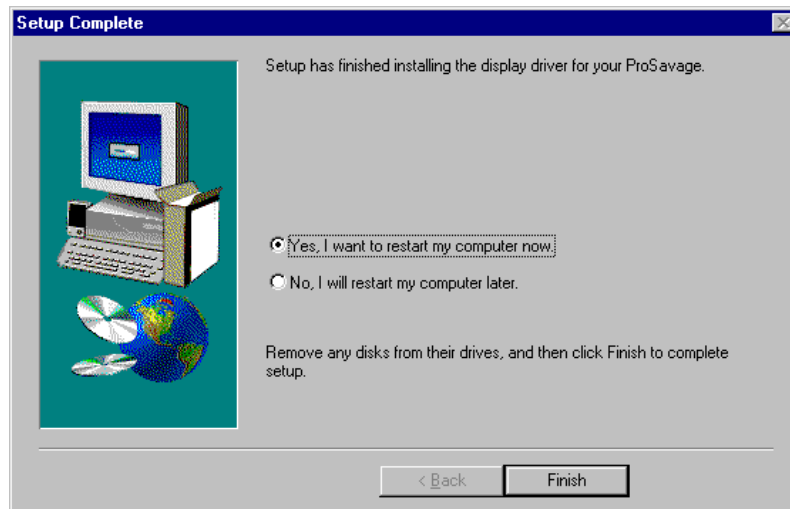 Setup Complete
Setup has finished installing the display driver for your ProSavage.
Yes, I want to restart my computer now.
No, I will restart my computer later.
Remove any disks from their drives, and then click Finish to complete
setup.
< Back
Finish